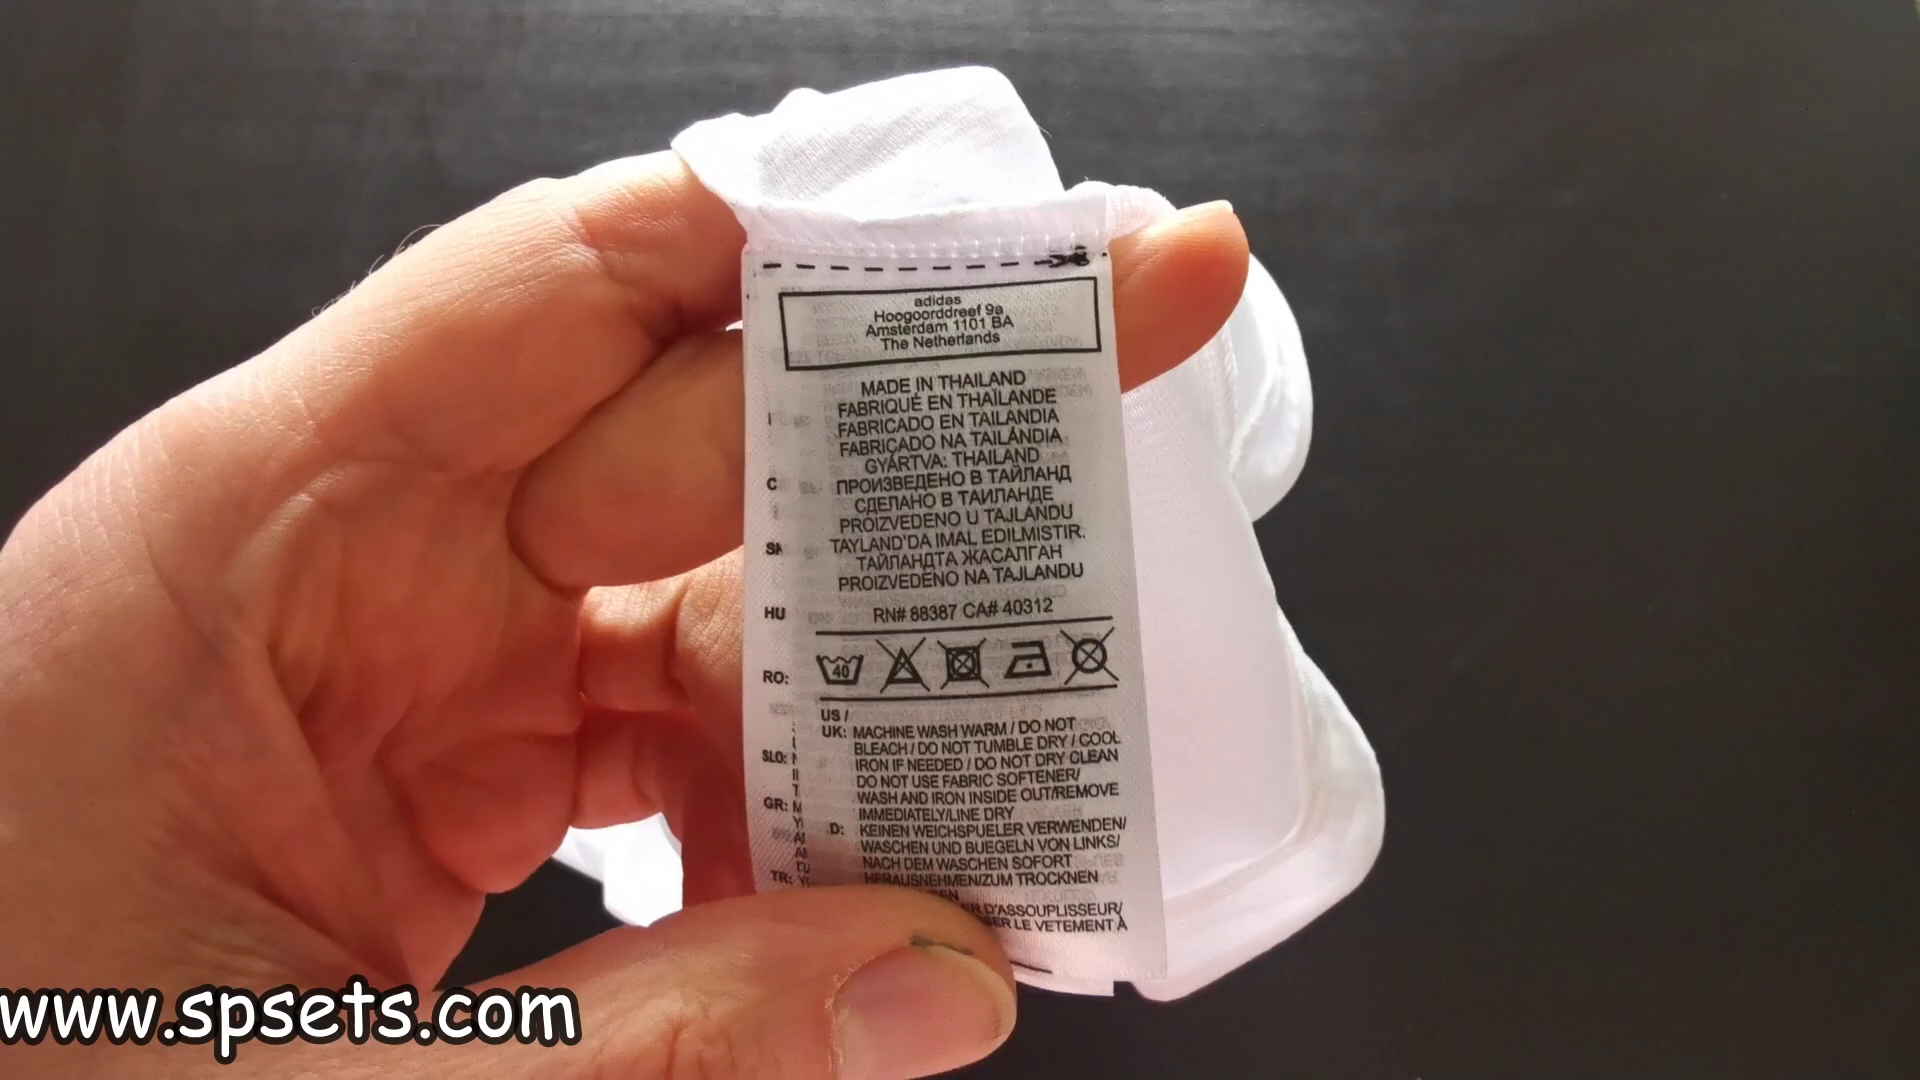 adidas
Hoogoorddreef 9a
Amsterdam 1101 BA
The Netherlands
MADE IN THAILAND
FABRIQUÉ EN THAÏLANDE
FABRICADO EN TAILANDIA
FABRICADO NA TAILÂNDIA
GYÁRTVA: THAILAND
ПРОИЗВЕДЕНО В ТАЙЛАНД
СДЕЛАНО В ТАИЛАНДЕ
PROIZVEDENO U TAJLANDU
TAYLAND'DA IMAL EDILMISTIR.
ТАЙЛАНДТА ЖАСАЛГАН
PROIZVEDENO NA TAJLANDU
RN# 88387 CA# 40312
40
US /
UK: MACHINE WASH WARM / DO NOT
BLEACH / DO NOT TUMBLE DRY / COOL
IRON IF NEEDED / DO NOT DRY CLEAN
DO NOT USE FABRIC SOFTENER/
WASH AND IRON INSIDE OUT/REMOVE
IMMEDIATELY/LINE DRY
D: KEINEN WEICHSPUELER VERWENDEN/
WASCHEN UND BUEGELN VON LINKS/
NACH DEM WASCHEN SOFORT
HERAUSNEHMEN/ZUM TROCKNEN
D'ASSOUPLISSEUR/
LE VETEMENT À
HU
RO:
SLO:
GR:
TR:
www.spsets.com